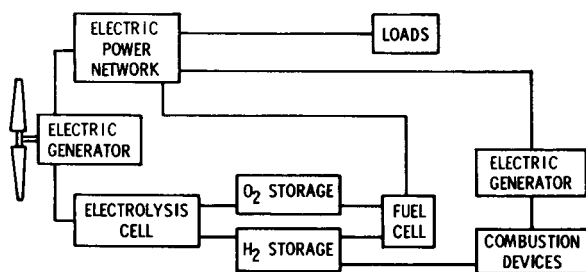 ELECTRIC
POWER
NETWORK
LOADS
ELECTRIC
GENERATOR
ELECTRIC
GENERATOR
ELECTROLYSIS
CELL
O₂ STORAGE
H₂ STORAGE
FUEL
CELL
COMBUSTION
DEVICES